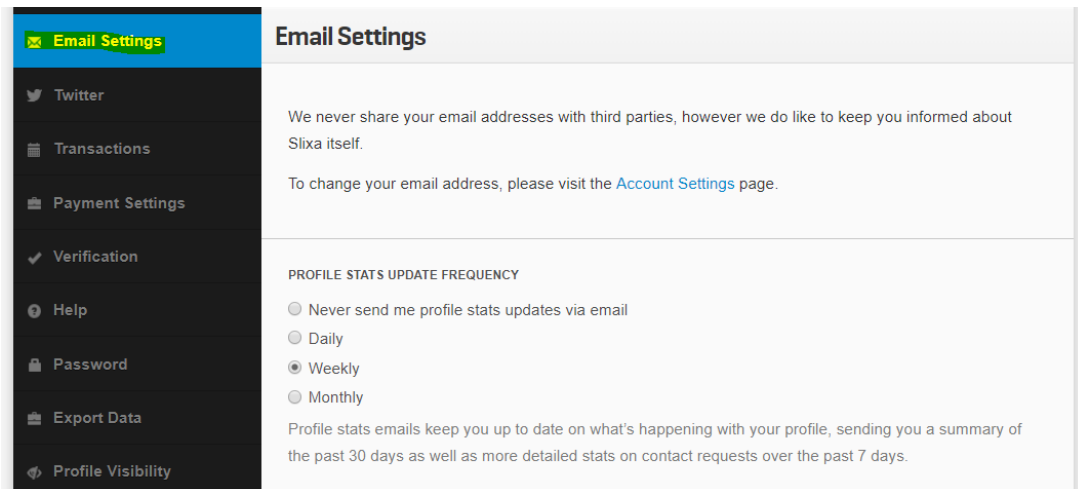 Email Settings
Twitter
Transactions
Payment Settings
Verification
Help
Password
Export Data
Profile Visibility
Email Settings
We never share your email addresses with third parties, however we do like to keep you informed about
Slixa itself.
To change your email address, please visit the Account Settings page.
PROFILE STATS UPDATE FREQUENCY
Never send me profile stats updates via email
Daily
Weekly
Monthly
Profile stats emails keep you up to date on what's happening with your profile, sending you a summary of
the past 30 days as well as more detailed stats on contact requests over the past 7 days.